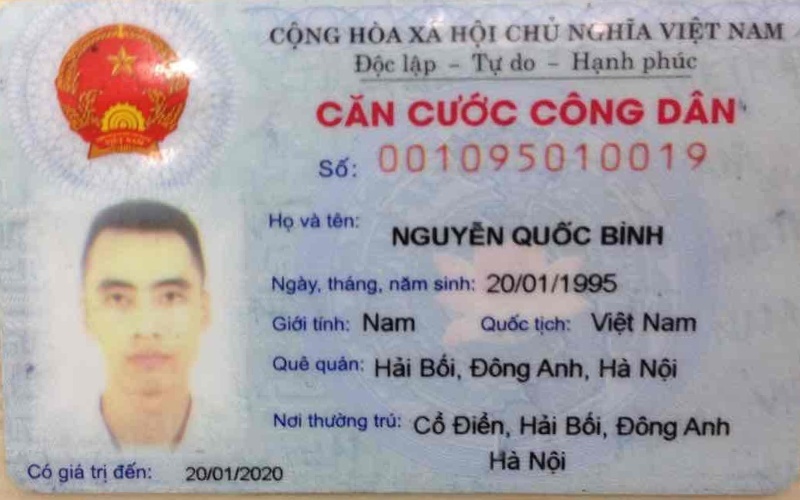 CỘNG HÒA XÃ HỘI CHỦ NGHĨA VIỆT NAM
Độc lập - Tự do - Hạnh phúc
CĂN CƯỚC CÔNG DÂN
Số: 001095010019
Họ và tên: NGUYỄN QUỐC BÌNH
Ngày, tháng, năm sinh: 20/01/1995
Giới tính: Nam Quốc tịch: Việt Nam
Quê quán: Hải Bối, Đông Anh, Hà Nội
Nơi thường trú: Cổ Điển, Hải Bối, Đông Anh
Hà Nội
Có giá trị đến: 20/01/2020
VIỆT NAM